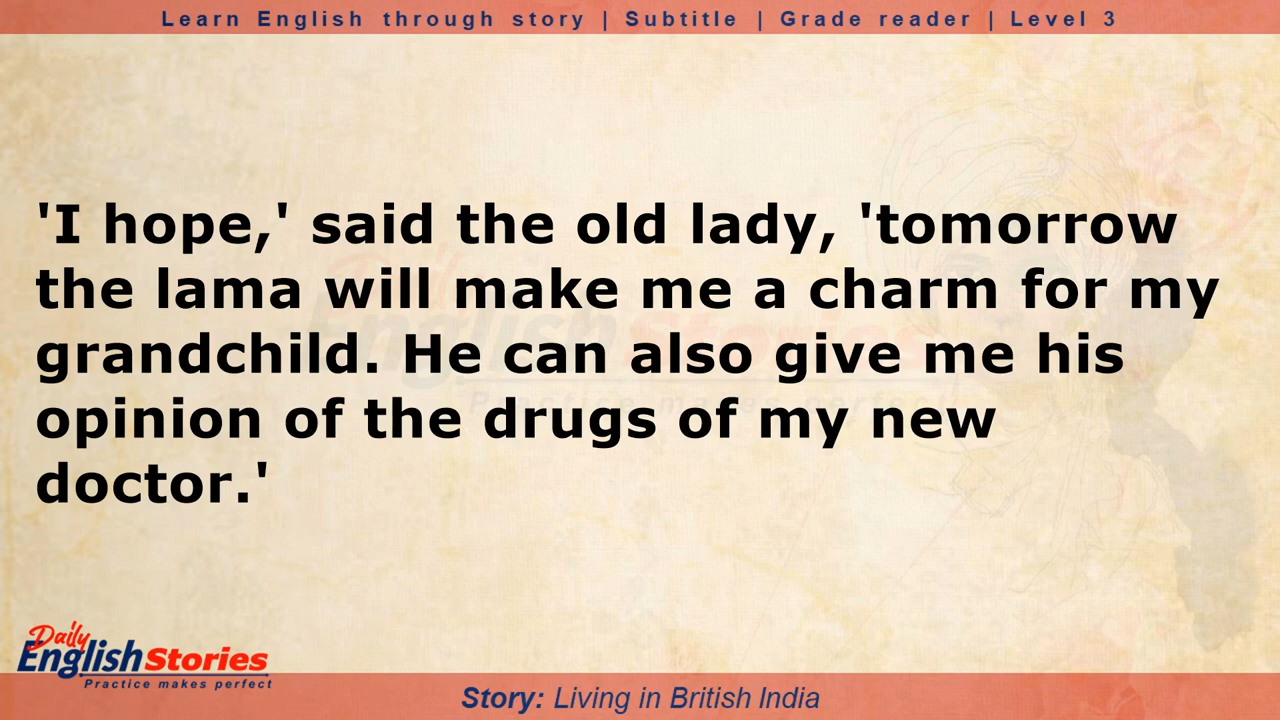 Learn English through story | Subtitle | Grade reader | Level 3
'I hope,' said the old lady, 'tomorrow
the lama will make me a charm for my
grandchild. He can also give me his
opinion of the drugs of my new
doctor.'
Daily
English Stories
Practice makes perfect
Story: Living in British India